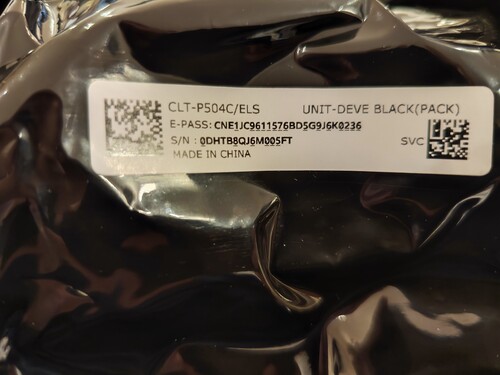 CLT-P504C/ELS UNIT-DEVE BLACK(PACK)
E-PASS: CNE1JC9611576BD5G9J6K0236
S/N : 0DHTB8QJ6M005FT
SVC
MADE IN CHINA